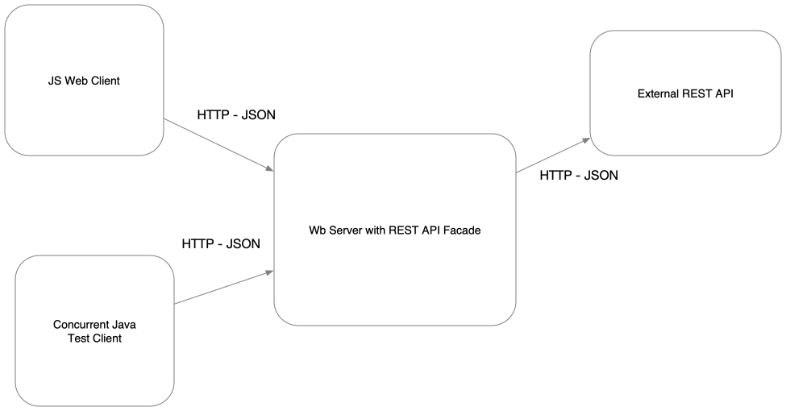 JS Web Client
External REST API
HTTP - JSON
HTTP - JSON
Wb Server with REST API Facade
HTTP - JSON
Concurrent Java
Test Client